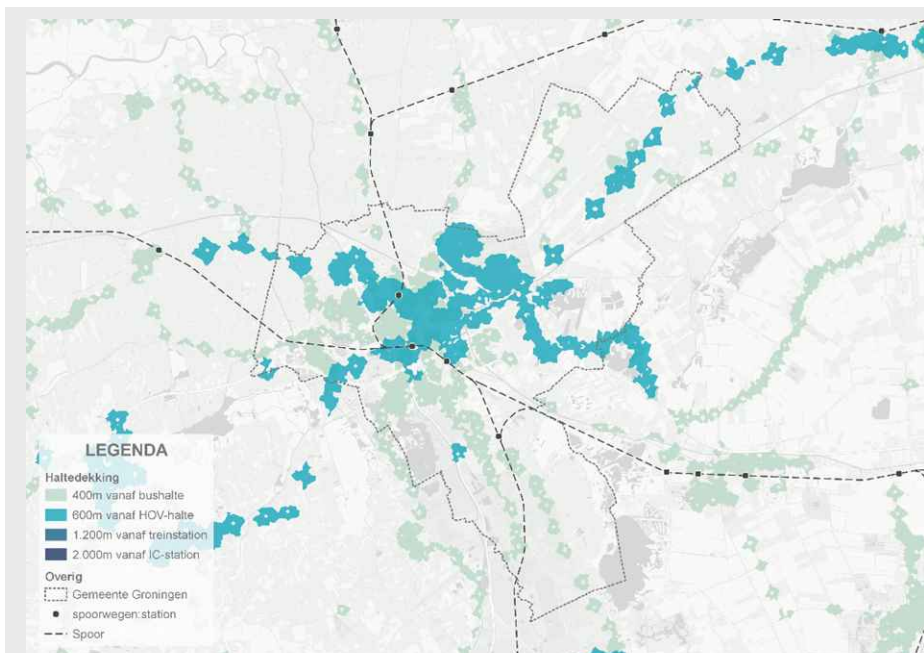 LEGENDA
Haltedekking
400m vanaf bushalte
600m vanaf HOV-halte
1.200m vanaf treinstation
2.000m vanaf IC-station
Overig
Gemeente Groningen
spoorwegen:station
Spoor